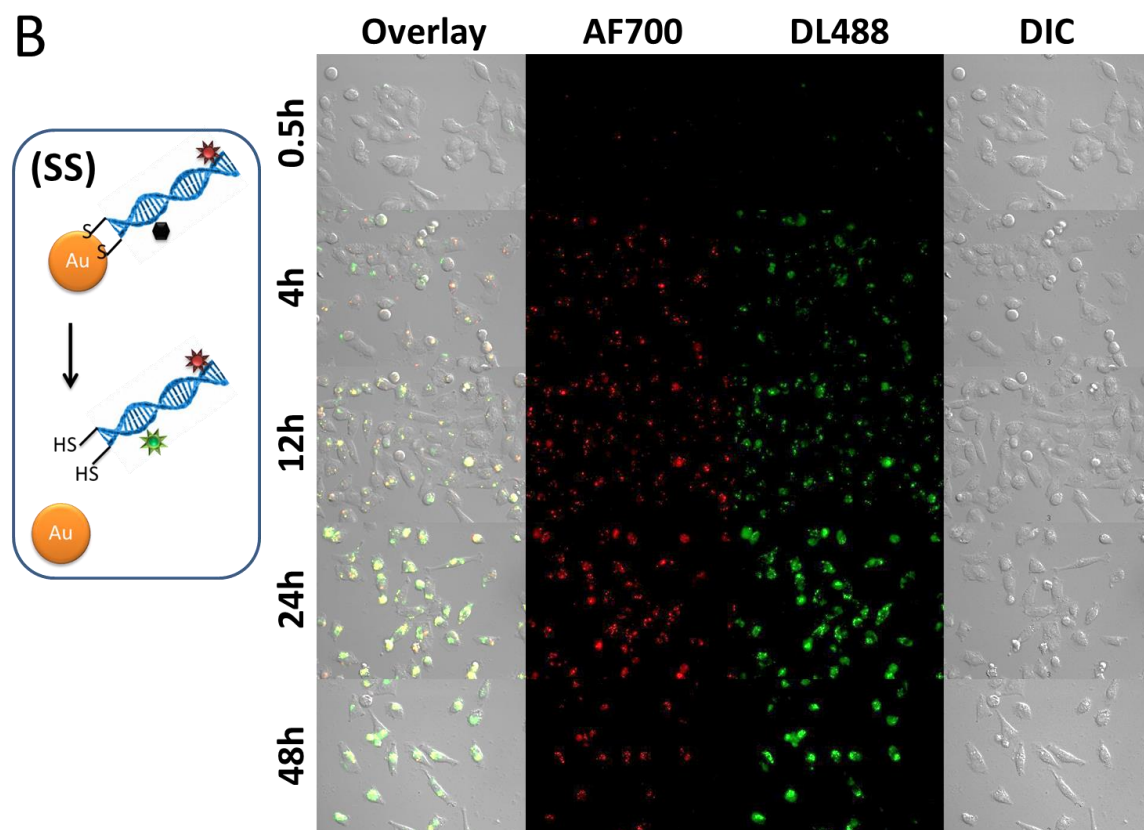 B
Overlay AF700 DL488 DIC
(SS)
S
S
Au
HS
HS
Au
0.5h
4h
12h
24h
48h